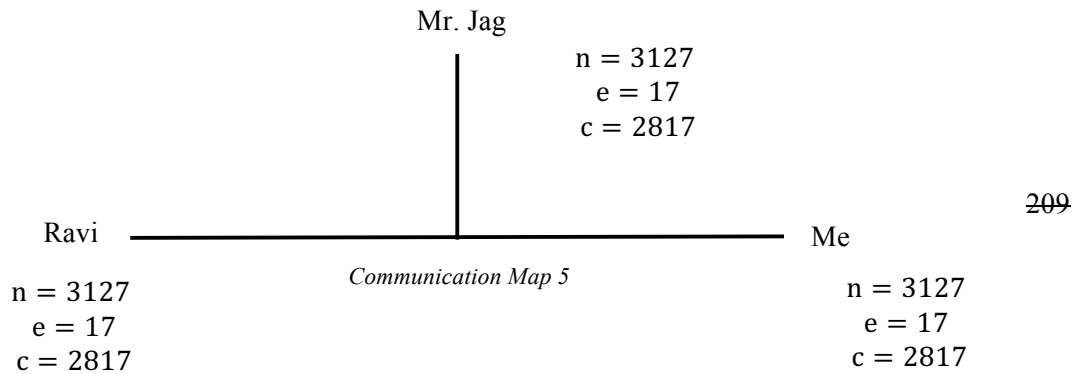 Mr. Jag
n = 3127
e = 17
c = 2817
209
Ravi
Me
Communication Map 5
n = 3127
e = 17
c = 2817
n = 3127
e = 17
c = 2817